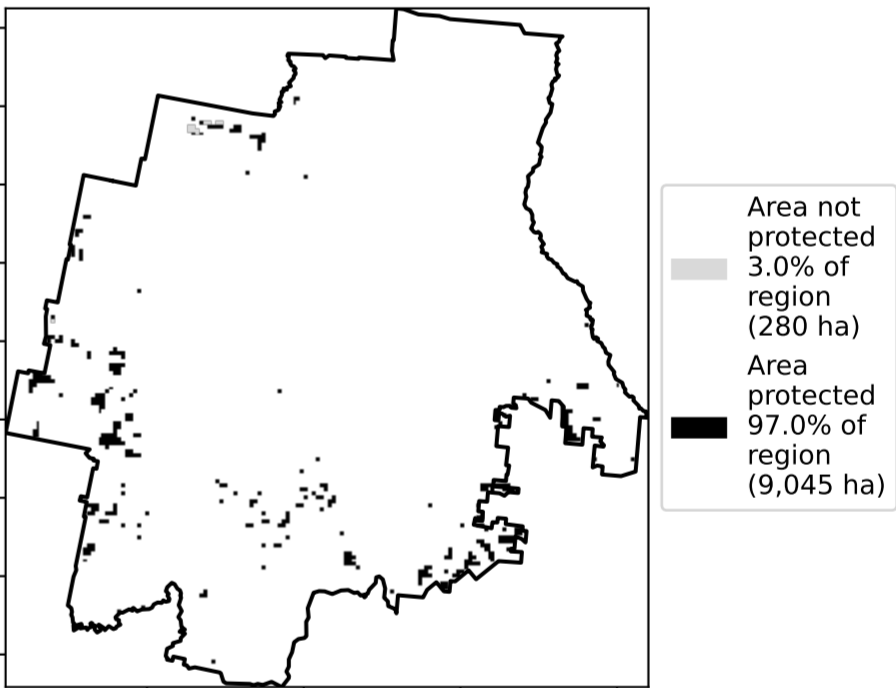 Area not
protected
3.0% of
region
(280 ha)
Area
protected
97.0% of
region
(9,045 ha)